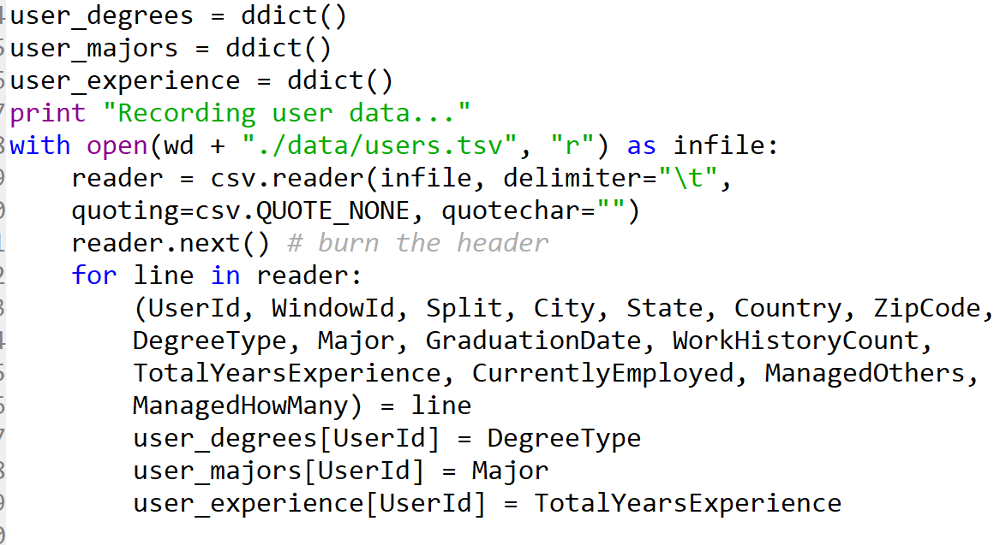 user_degrees = ddict()
user_majors = ddict()
user_experience = ddict()
print "Recording user data..."
with open(wd + "./data/users.tsv", "r") as infile:
    reader = csv.reader(infile, delimiter="\t",
    quoting=csv.QUOTE_NONE, quotechar="")
    reader.next() # burn the header
    for line in reader:
        (UserId, WindowId, Split, City, State, Country, ZipCode,
        DegreeType, Major, GraduationDate, WorkHistoryCount,
        TotalYearsExperience, CurrentlyEmployed, ManagedOthers,
        ManagedHowMany) = line
        user_degrees[UserId] = DegreeType
        user_majors[UserId] = Major
        user_experience[UserId] = TotalYearsExperience